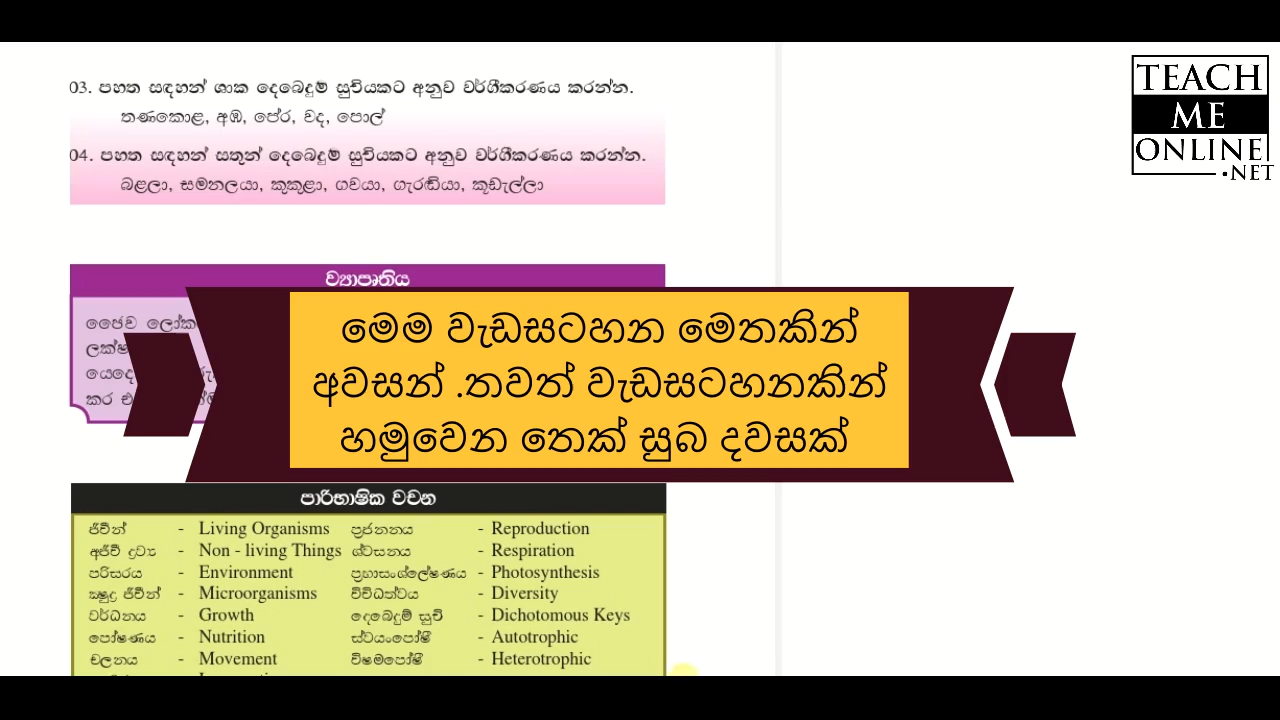 03. පහත සඳහන් ශාක දෙබෙදුම් සුචියකට අනුව වර්ගීකරණය කරන්න.
තණකොළ, අඹ, පේර, වද, පොල්
04. පහත සඳහන් සතුන් දෙබෙදුම් සුචියකට අනුව වර්ගීකරණය කරන්න.
බළලා, සමනලයා, කුකුළා, ගවයා, ගැරඬියා, කූඩැල්ලා
TEACH
ME
ONLINE
.NET
ව්‍යාපෘතිය
ජෛව
මෙම වැඩසටහන මෙතකින්
අවසන් .තවත් වැඩසටහනකින්
හමුවෙන තෙක් සුබ දවසක්
කර
පාරිභාෂික වචන
ජීවීන් - Living Organisms ප්‍රජනනය - Reproduction
අජීවී ද්‍රව්‍ය - Non - living Things ශ්වසනය - Respiration
පරිසරය - Environment ප්‍රභාසංශ්ලේෂණය - Photosynthesis
ක්ෂුද්‍ර ජීවීන් - Microorganisms විවිධත්වය - Diversity
වර්ධනය - Growth දෙබෙදුම් සුචි - Dichotomous Keys
පෝෂණය - Nutrition ස්වයංපෝෂී - Autotrophic
චලනය - Movement විෂමපෝෂී - Heterotrophic